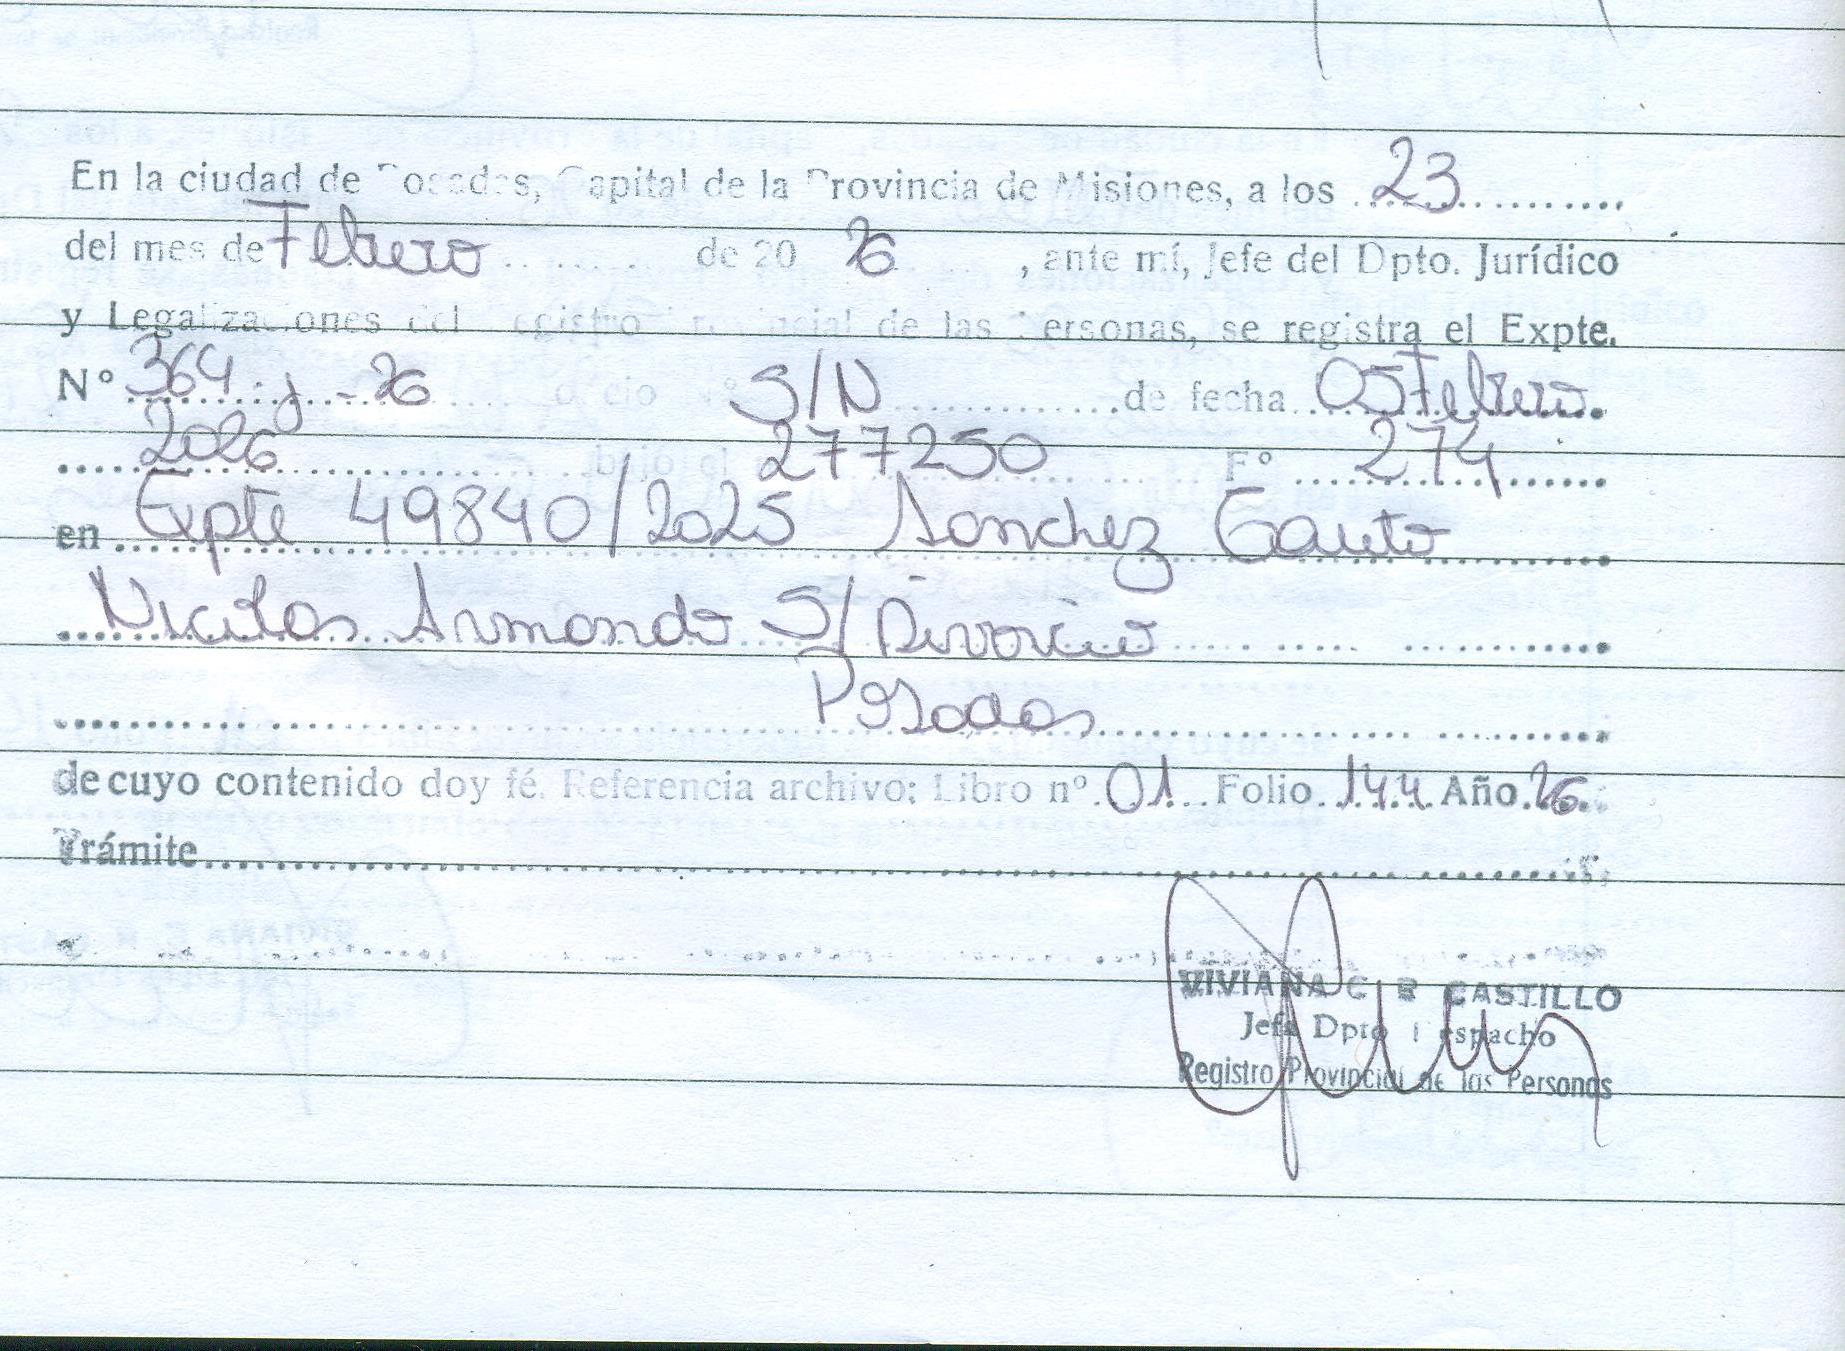 En la ciudad de Posadas, Capital de la Provincia de Misiones, a los 23
del mes de Febrero de 20 26, ante mí, Jefe del Dpto. Jurídico
y Legalizaciones del Registro Provincial de las Personas, se registra el Expte.
N° 364 . j - 26 oficio N° S/N de fecha 05 Febrero
2026 277250 F° 274
en Expte 49840/2025 Sanchez Gauto
Nicolas Armando S/ Divorcio
Posadas
de cuyo contenido doy fé. Referencia archivo: Libro nº. 01 Folio 144 Año 26
Trámite
VIVIANA C R CASTILLO
Jefe Dpto Despacho
Registro Provincial de las Personas